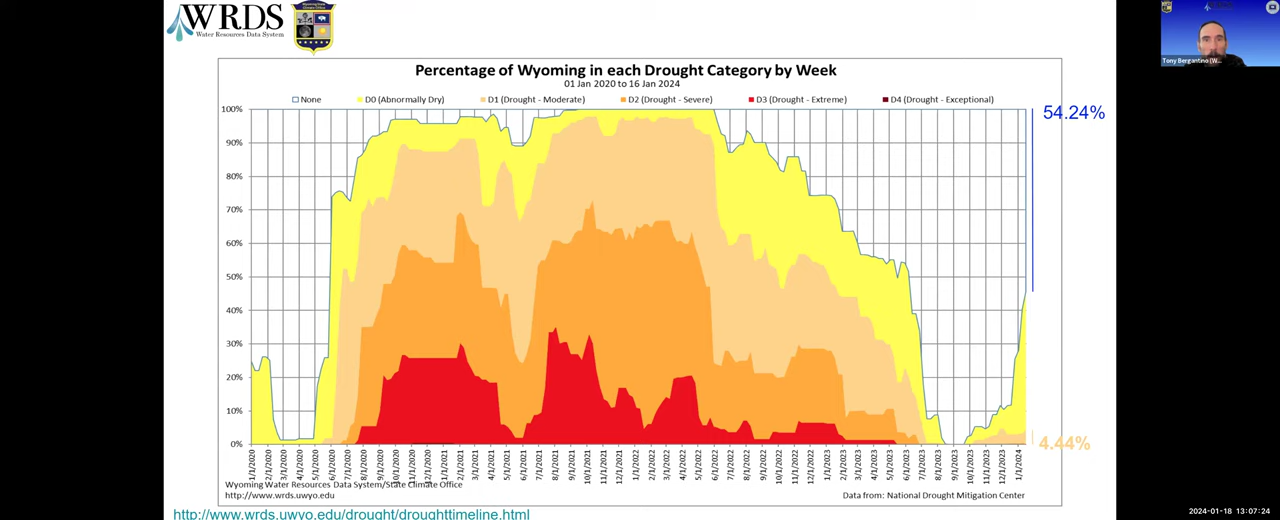 WRDS
Water Resources Data System
Percentage of Wyoming in each Drought Category by Week
01 Jan 2020 to 16 Jan 2024
None D0 (Abnormally Dry) D1 (Drought - Moderate) D2 (Drought - Severe) D3 (Drought - Extreme) D4 (Drought - Exceptional)
100%
90%
80%
70%
60%
50%
40%
30%
20%
10%
0%
54.24%
4.44%
1/1/2020 2/1/2020 3/1/2020 4/1/2020 5/1/2020 6/1/2020 7/1/2020 8/1/2020 9/1/2020 10/1/2020 11/1/2020 12/1/2020 1/1/2021 2/1/2021 3/1/2021 4/1/2021 5/1/2021 6/1/2021 7/1/2021 8/1/2021 9/1/2021 10/1/2021 11/1/2021 12/1/2021 1/1/2022 2/1/2022 3/1/2022 4/1/2022 5/1/2022 6/1/2022 7/1/2022 8/1/2022 9/1/2022 10/1/2022 11/1/2022 12/1/2022 1/1/2023 2/1/2023 3/1/2023 4/1/2023 5/1/2023 6/1/2023 7/1/2023 8/1/2023 9/1/2023 10/1/2023 11/1/2023 12/1/2023 1/1/2024
Wyoming Water Resources Data System/State Climate Office
http://www.wrds.uwyo.edu
Data from: National Drought Mitigation Center
http://www.wrds.uwyo.edu/drought/droughttimeline.html
Tony Bergantino (W...
2024-01-18 13:07:24